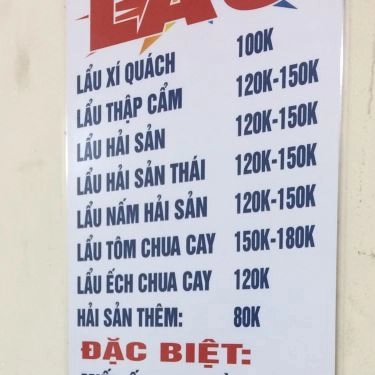 LẨU
LẨU XÍ QUÁCH 100K
LẨU THẬP CẨM 120K-150K
LẨU HẢI SẢN 120K-150K
LẨU HẢI SẢN THÁI 120K-150K
LẨU NẤM HẢI SẢN 120K-150K
LẨU TÔM CHUA CAY 150K-180K
LẨU ẾCH CHUA CAY 120K
HẢI SẢN THÊM: 80K
ĐẶC BIỆT: